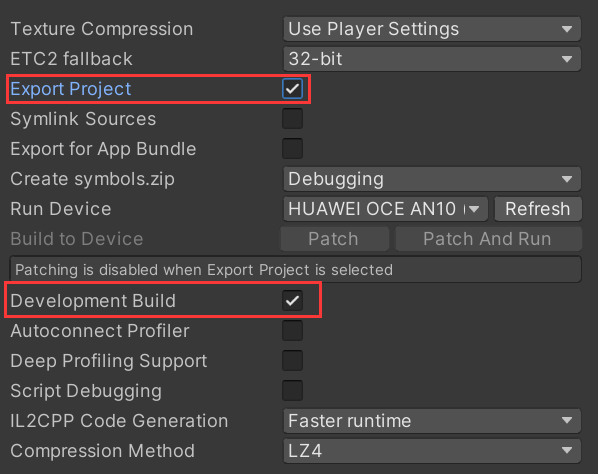 Texture Compression Use Player Settings
ETC2 fallback 32-bit
Export Project
Symlink Sources
Export for App Bundle
Create symbols.zip Debugging
Run Device HUAWEI OCE AN10 ( Refresh
Build to Device Patch Patch And Run
Patching is disabled when Export Project is selected
Development Build
Autoconnect Profiler
Deep Profiling Support
Script Debugging
IL2CPP Code Generation Faster runtime
Compression Method LZ4